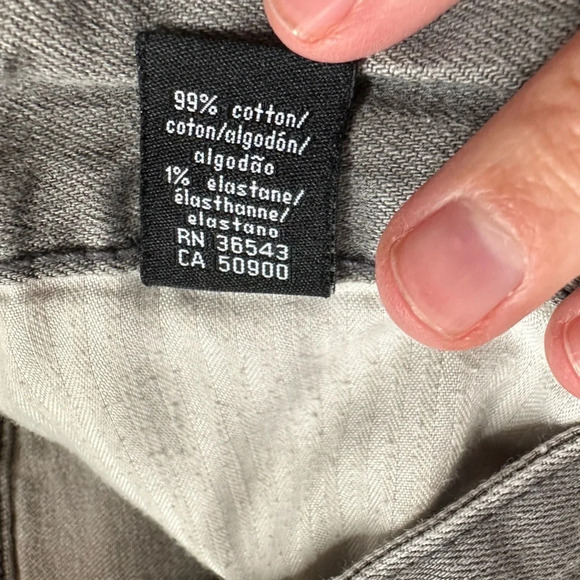 99% cotton/
coton/algodón/
algodão
1% élastane/
élasthanne/
elastano
RN 36543
CA 50900